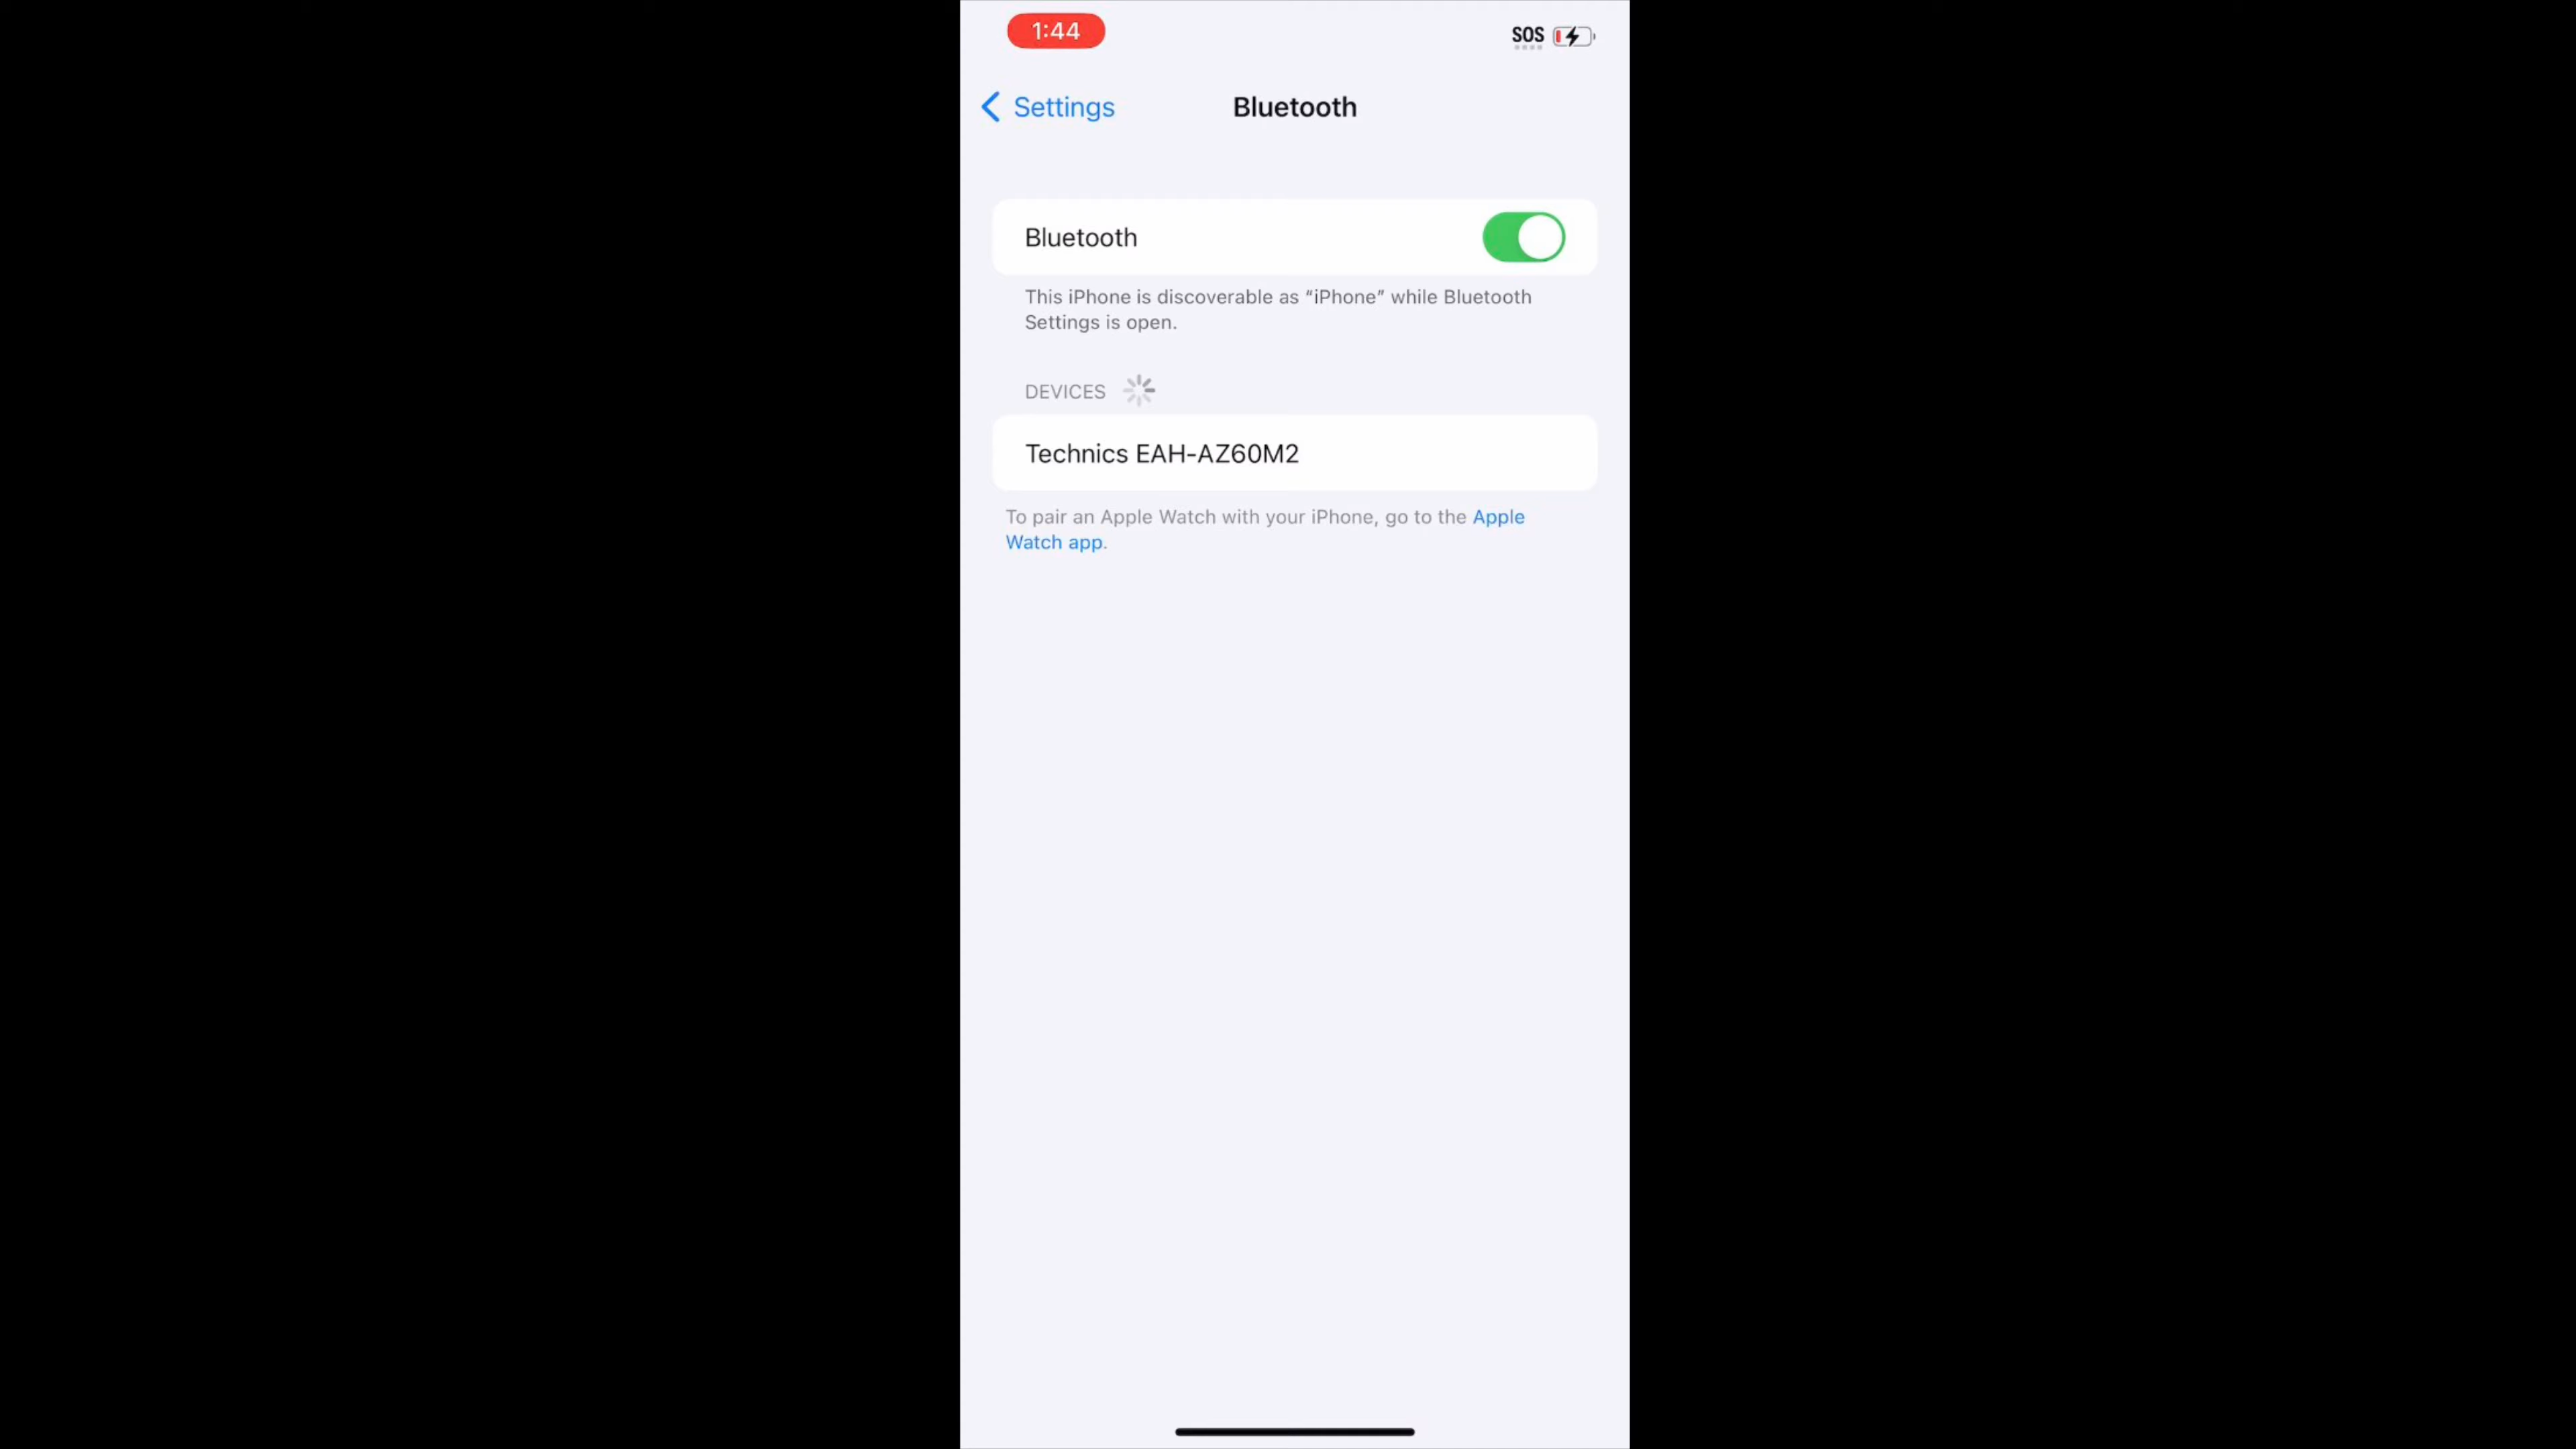 1:44
SOS
Settings
Bluetooth
Bluetooth
This iPhone is discoverable as “iPhone” while Bluetooth
Settings is open.
DEVICES
Technics EAH-AZ60M2
To pair an Apple Watch with your iPhone, go to the Apple
Watch app.